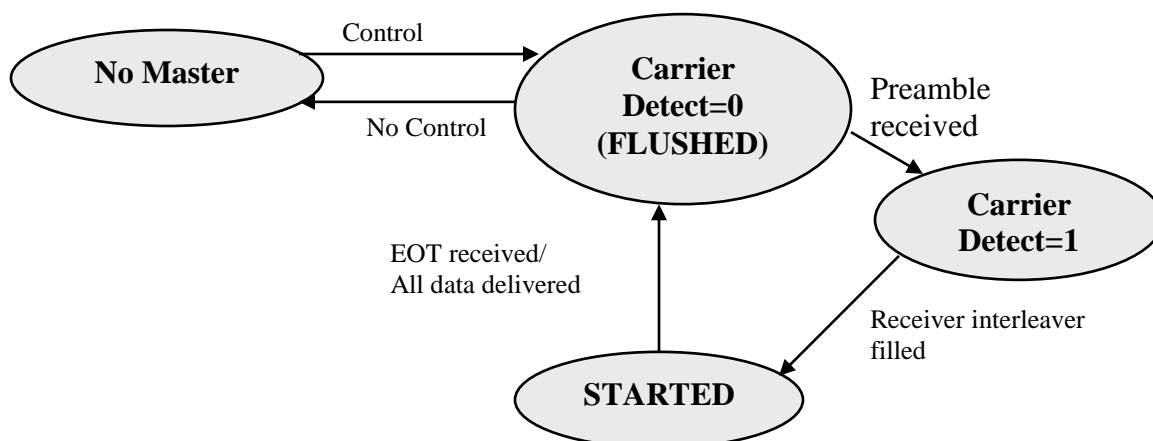 Control
No Master
No Control
Carrier
Detect=0
(FLUSHED)
Preamble
received
Carrier
Detect=1
EOT received/
All data delivered
Receiver interleaver
filled
STARTED